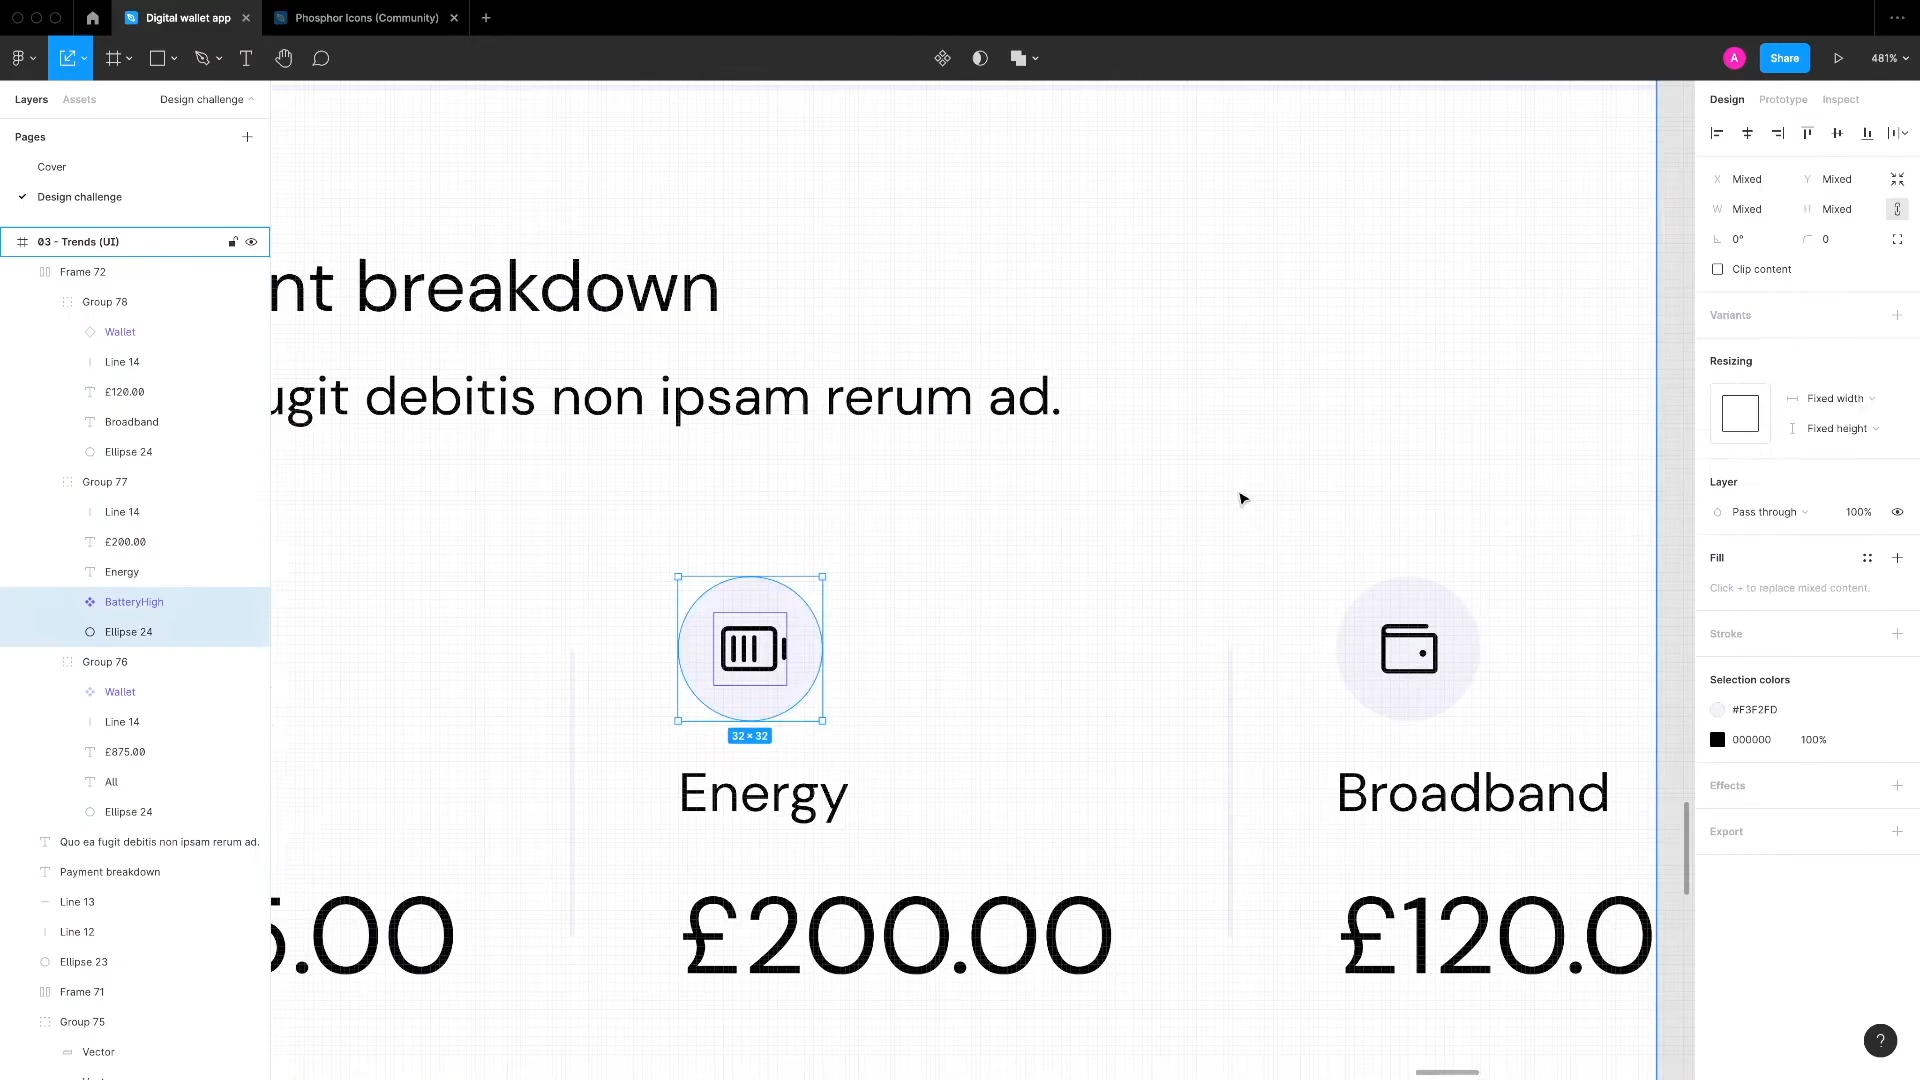 Digital wallet app
Phosphor Icons (Community)
A
Share
481%
Layers
Assets
Design challenge
Pages
Cover
Design challenge
03 - Trends (UI)
Frame 72
Group 78
Wallet
Line 14
£120.00
Broadband
Ellipse 24
Group 77
Line 14
£200.00
Energy
BatteryHigh
Ellipse 24
Group 76
Wallet
Line 14
£875.00
All
Ellipse 24
Quo ea fugit debitis non ipsam rerum ad.
Payment breakdown
Line 13
Line 12
Ellipse 23
Frame 71
Group 75
Vector
nt breakdown
ugit debitis non ipsam rerum ad.
32 × 32
Energy
Broadband
5.00
£200.00
£120.0
Design
Prototype
Inspect
X Mixed
Y Mixed
W Mixed
H Mixed
0°
0
Clip content
Variants
Resizing
Fixed width
Fixed height
Layer
Pass through
100%
Fill
Click + to replace mixed content.
Stroke
Selection colors
#F3F2FD
000000
100%
Effects
Export
?